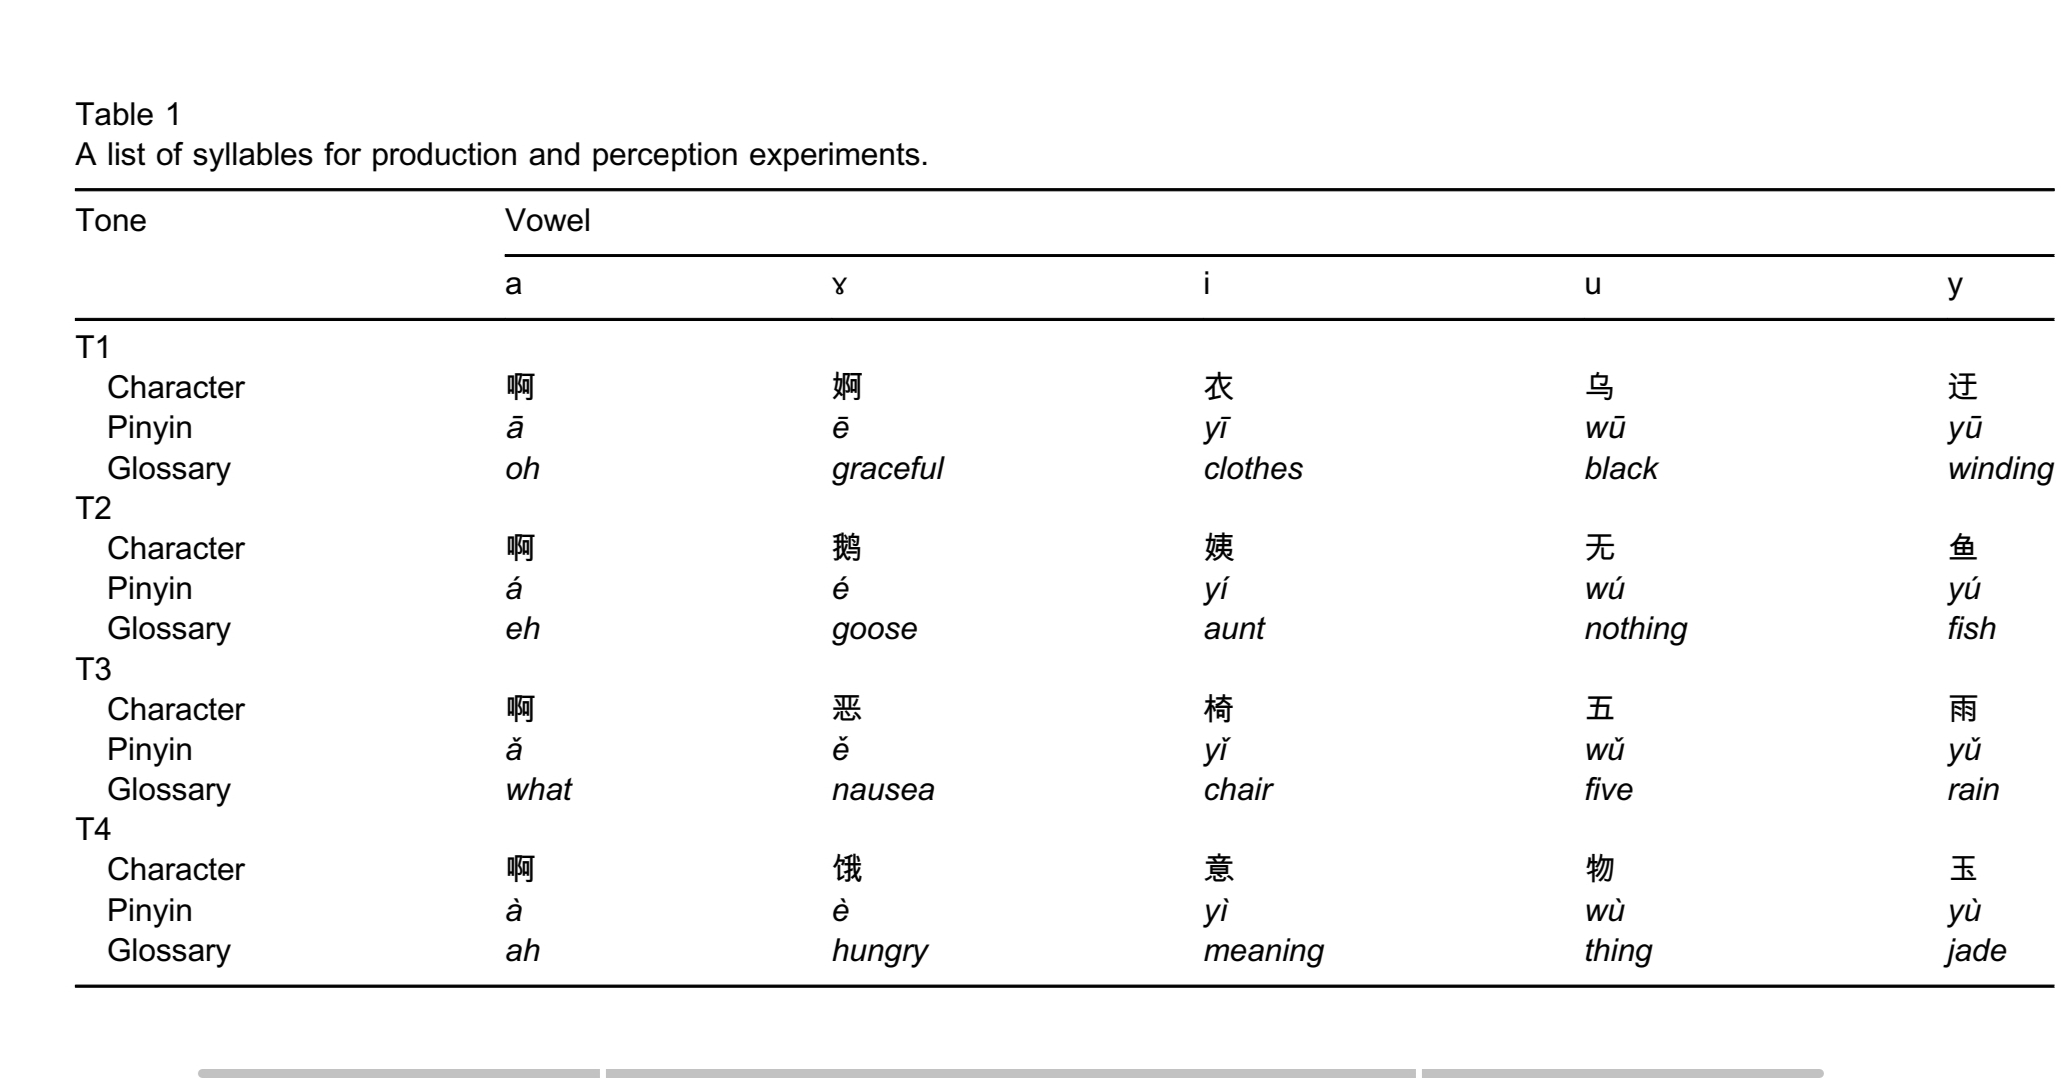 Table 1
A list of syllables for production and perception experiments.
Tone Vowel
a ɤ i u y
T1
Character 啊 婀 衣 乌 迂
Pinyin ā ē yī wū yū
Glossary oh graceful clothes black winding
T2
Character 啊 鹅 姨 无 鱼
Pinyin á é yí wú yú
Glossary eh goose aunt nothing fish
T3
Character 啊 恶 椅 五 雨
Pinyin ǎ ě yǐ wǔ yǔ
Glossary what nausea chair five rain
T4
Character 啊 饿 意 物 玉
Pinyin à è yì wù yù
Glossary ah hungry meaning thing jade